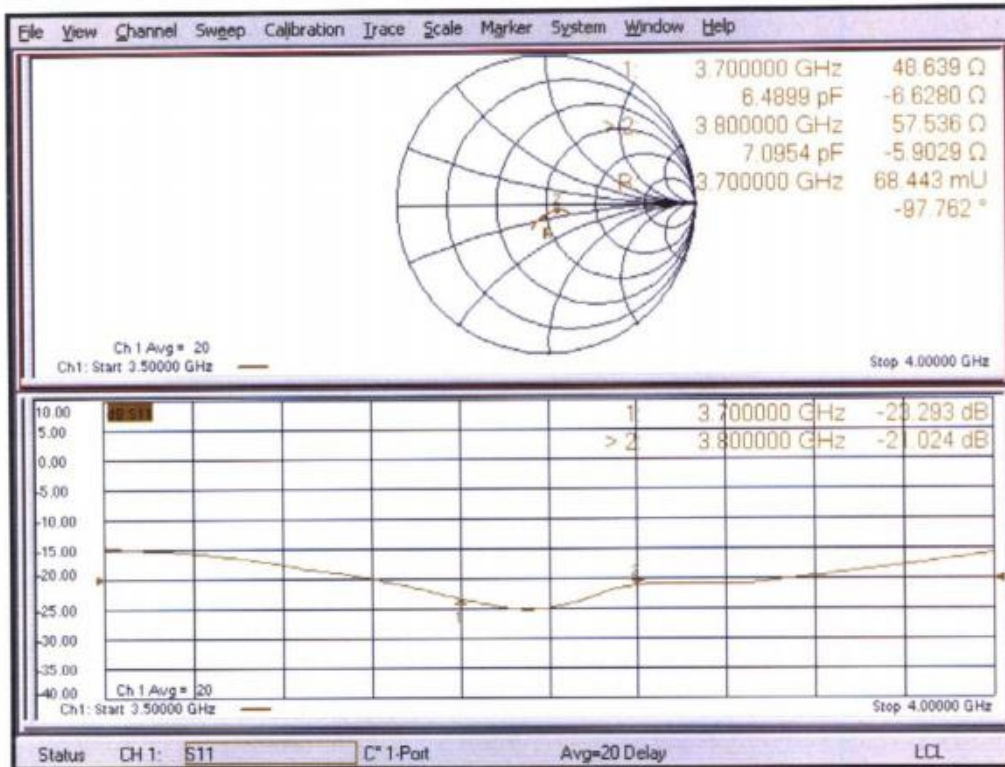 File View Channel Sweep Calibration Trace Scale Marker System Window Help
1: 3.700000 GHz 48.639 Ω
6.4899 pF -6.6280 Ω
> 2: 3.800000 GHz 57.536 Ω
7.0954 pF -5.9029 Ω
R: 3.700000 GHz 68.443 mU
-97.762 °
2
R
Ch 1 Avg = 20
Ch1: Start 3.50000 GHz
Stop 4.00000 GHz
10.00
5.00
0.00
-5.00
-10.00
-15.00
-20.00
-25.00
-30.00
-35.00
-40.00
dB S11
1: 3.700000 GHz -23.293 dB
> 2: 3.800000 GHz -21.024 dB
2
1
Ch 1 Avg = 20
Ch1: Start 3.50000 GHz
Stop 4.00000 GHz
Status CH 1: S11 C* 1-Port Avg=20 Delay LCL